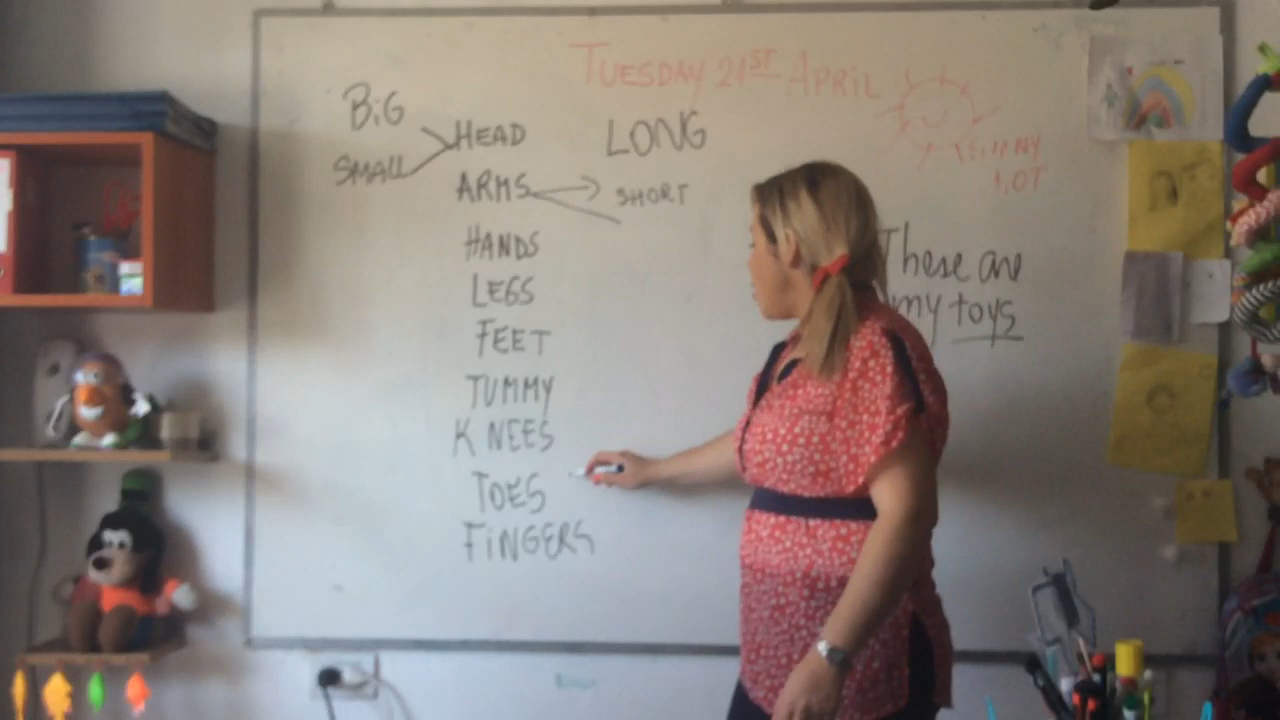 TUESDAY 21ST APRIL
BiG
SMALL
HEAD
LONG
ARMS
SHORT
HANDS
LEGS
FEET
TUMMY
KNEES
TOES
FiNGERS
SUNNY
HOT
These are
my toys